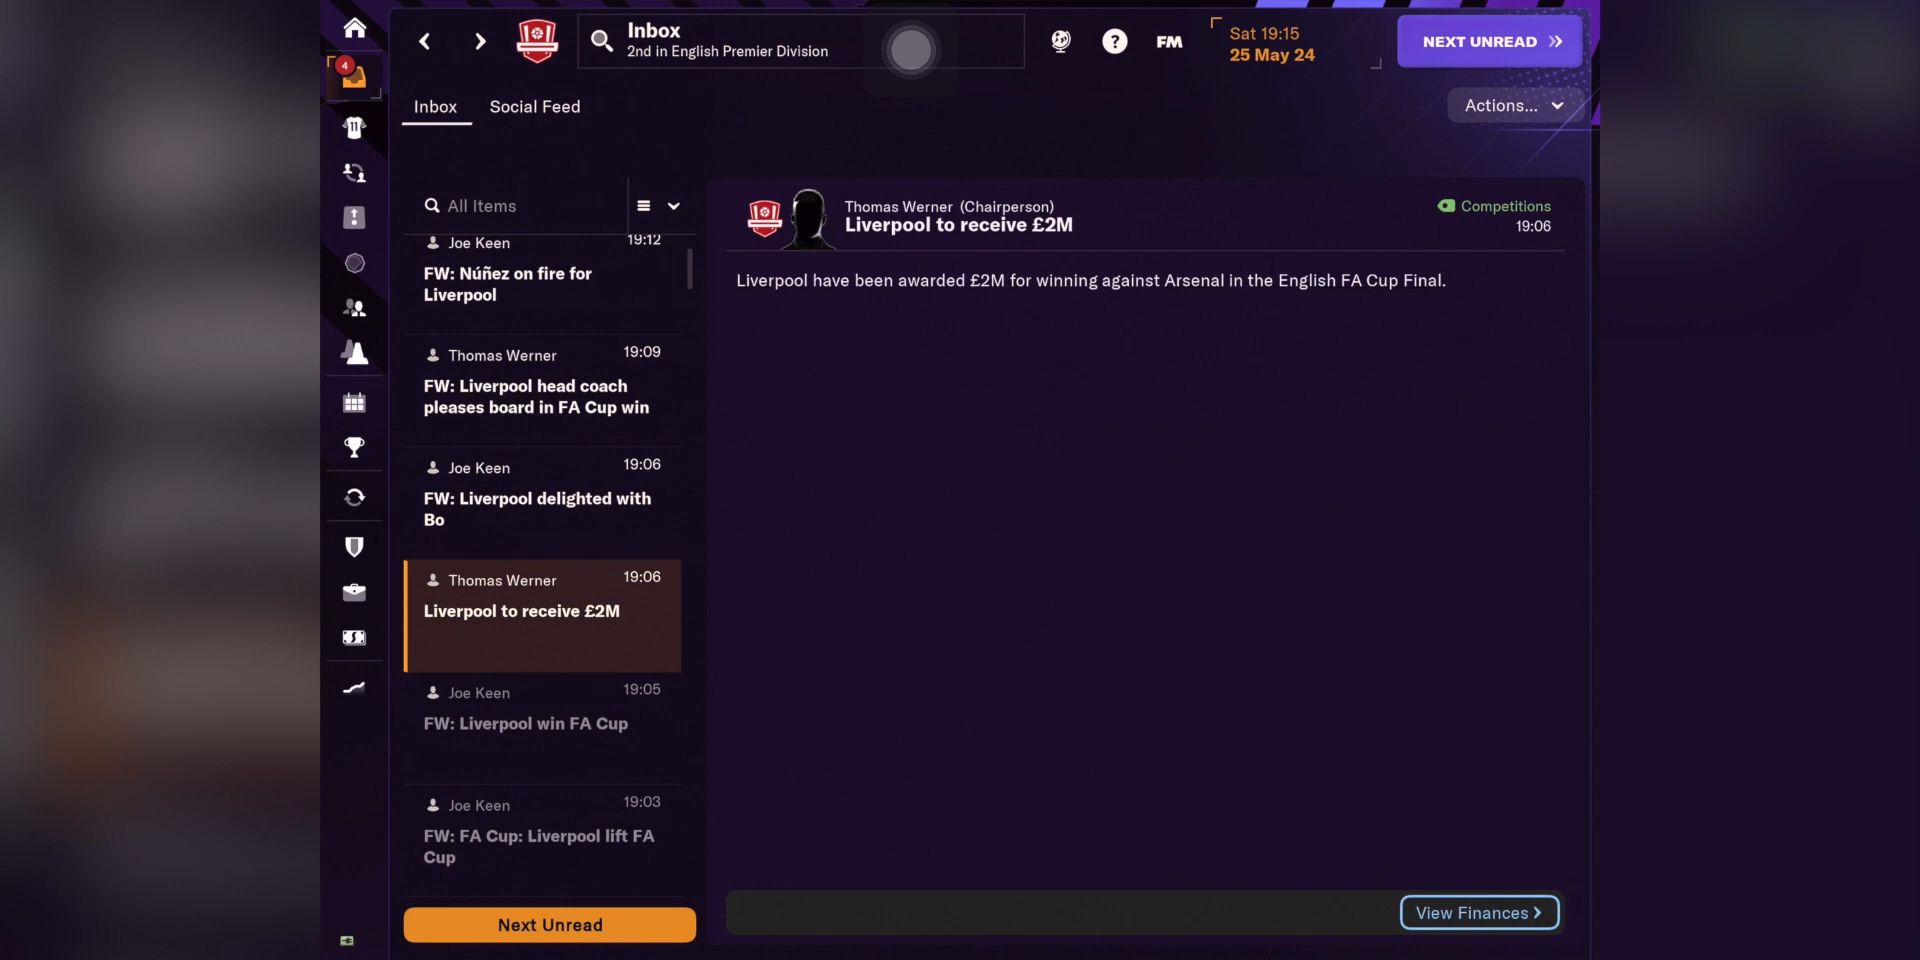 Inbox
2nd in English Premier Division
?
FM
Sat 19:15
25 May 24
NEXT UNREAD
4
11
Inbox
Social Feed
Actions...
All Items
Joe Keen
19:12
FW: Núñez on fire for
Liverpool
Thomas Werner
19:09
FW: Liverpool head coach
pleases board in FA Cup win
Joe Keen
19:06
FW: Liverpool delighted with
Bo
Thomas Werner
19:06
Liverpool to receive £2M
Joe Keen
19:05
FW: Liverpool win FA Cup
Joe Keen
19:03
FW: FA Cup: Liverpool lift FA
Cup
Next Unread
Thomas Werner (Chairperson)
Liverpool to receive £2M
Competitions
19:06
Liverpool have been awarded £2M for winning against Arsenal in the English FA Cup Final.
View Finances